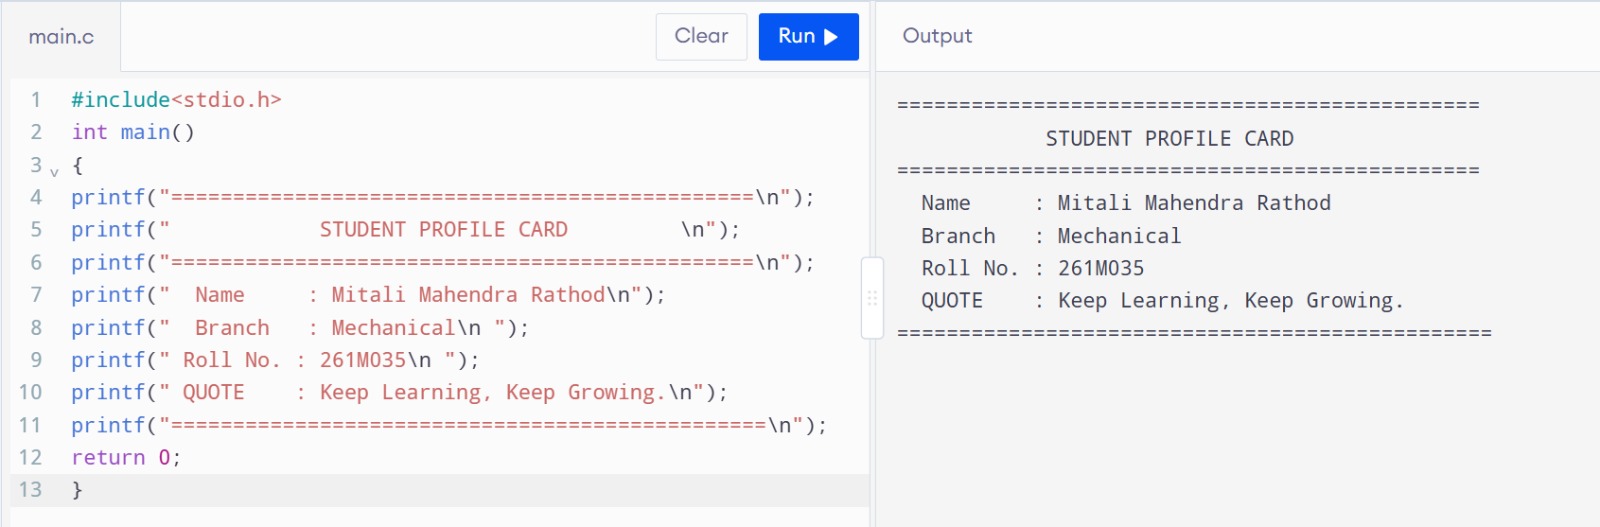 main.c
Clear
Run
Output
1 #include<stdio.h>
2 int main()
3 {
4 printf("===============================================\n");
5 printf("            STUDENT PROFILE CARD         \n");
6 printf("===============================================\n");
7 printf("  Name     : Mitali Mahendra Rathod\n");
8 printf("  Branch   : Mechanical\n ");
9 printf(" Roll No. : 261M035\n ");
10 printf(" QUOTE    : Keep Learning, Keep Growing.\n");
11 printf("================================================\n");
12 return 0;
13 }
===============================================
            STUDENT PROFILE CARD
===============================================
  Name     : Mitali Mahendra Rathod
  Branch   : Mechanical
  Roll No. : 261M035
  QUOTE    : Keep Learning, Keep Growing.
================================================